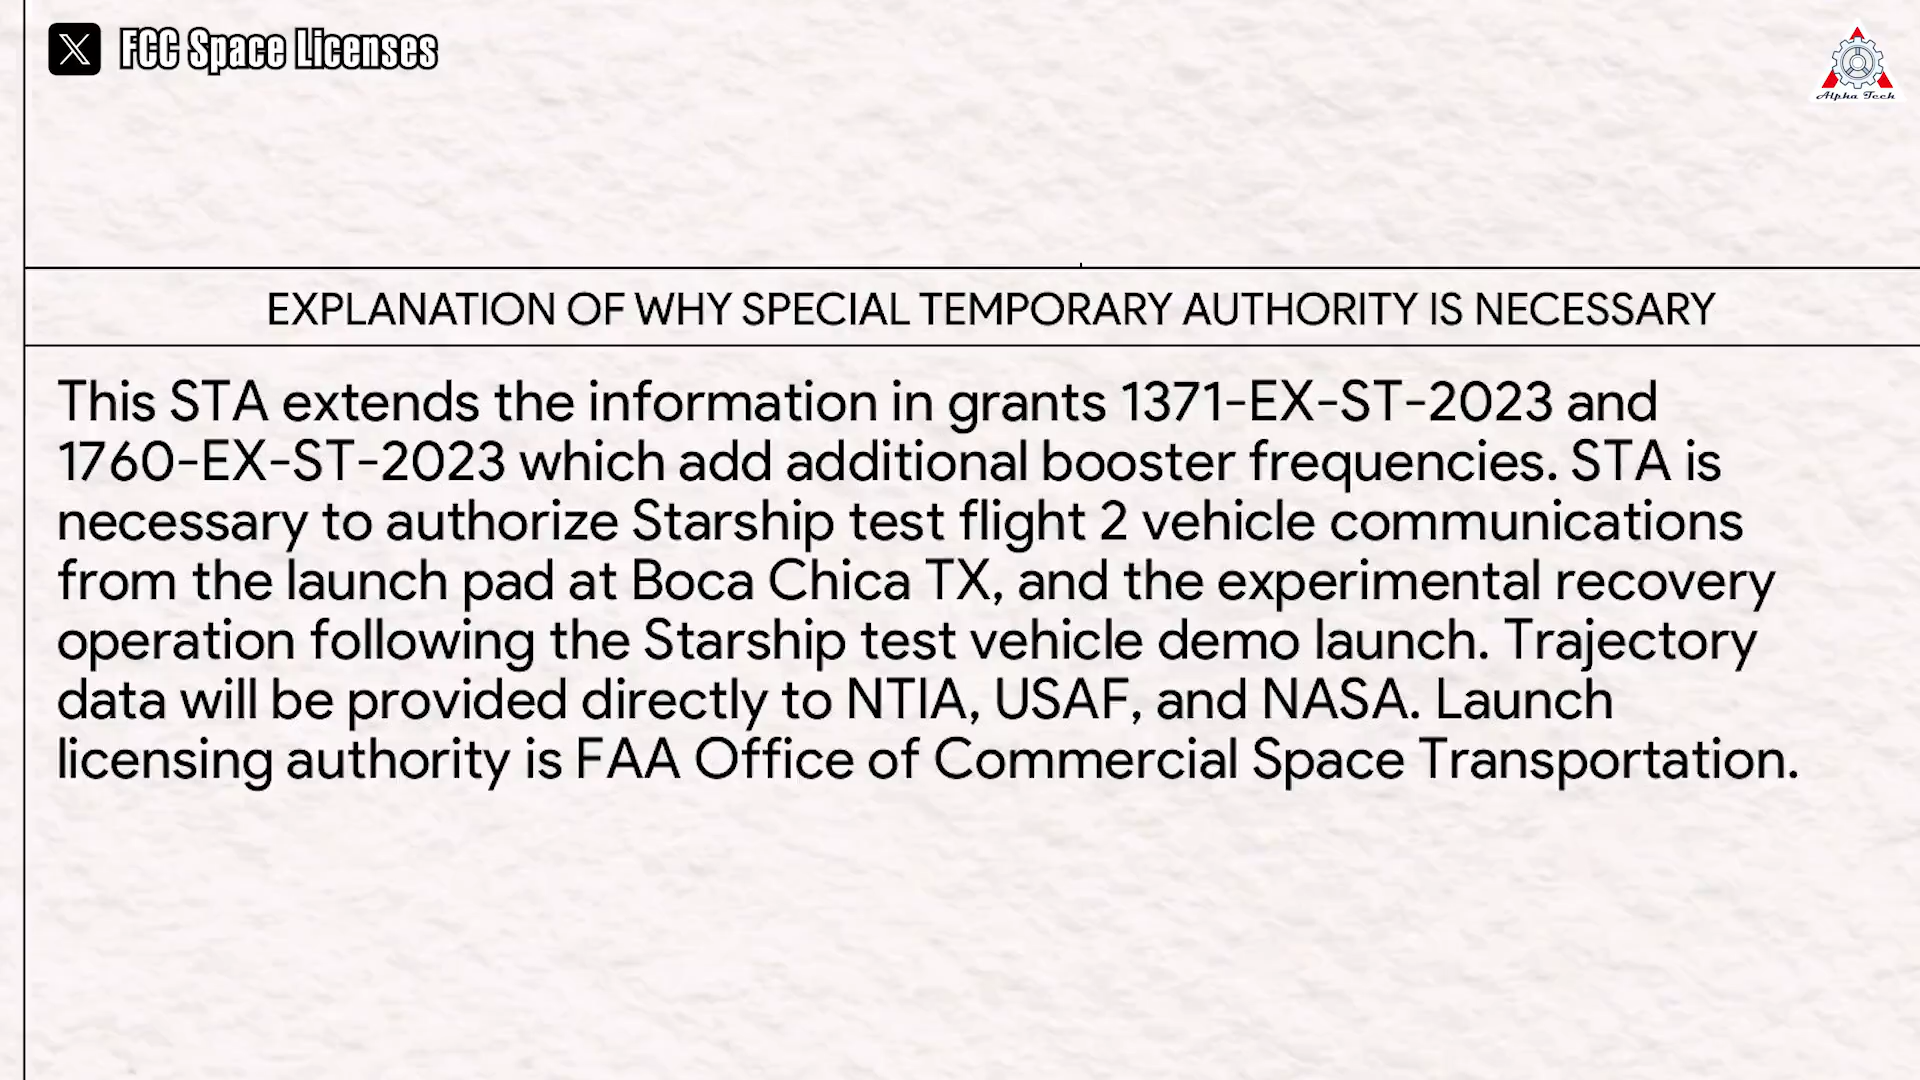 X FCC Space Licenses
Alpha Tech
EXPLANATION OF WHY SPECIAL TEMPORARY AUTHORITY IS NECESSARY
This STA extends the information in grants 1371-EX-ST-2023 and
1760-EX-ST-2023 which add additional booster frequencies. STA is
necessary to authorize Starship test flight 2 vehicle communications
from the launch pad at Boca Chica TX, and the experimental recovery
operation following the Starship test vehicle demo launch. Trajectory
data will be provided directly to NTIA, USAF, and NASA. Launch
licensing authority is FAA Office of Commercial Space Transportation.